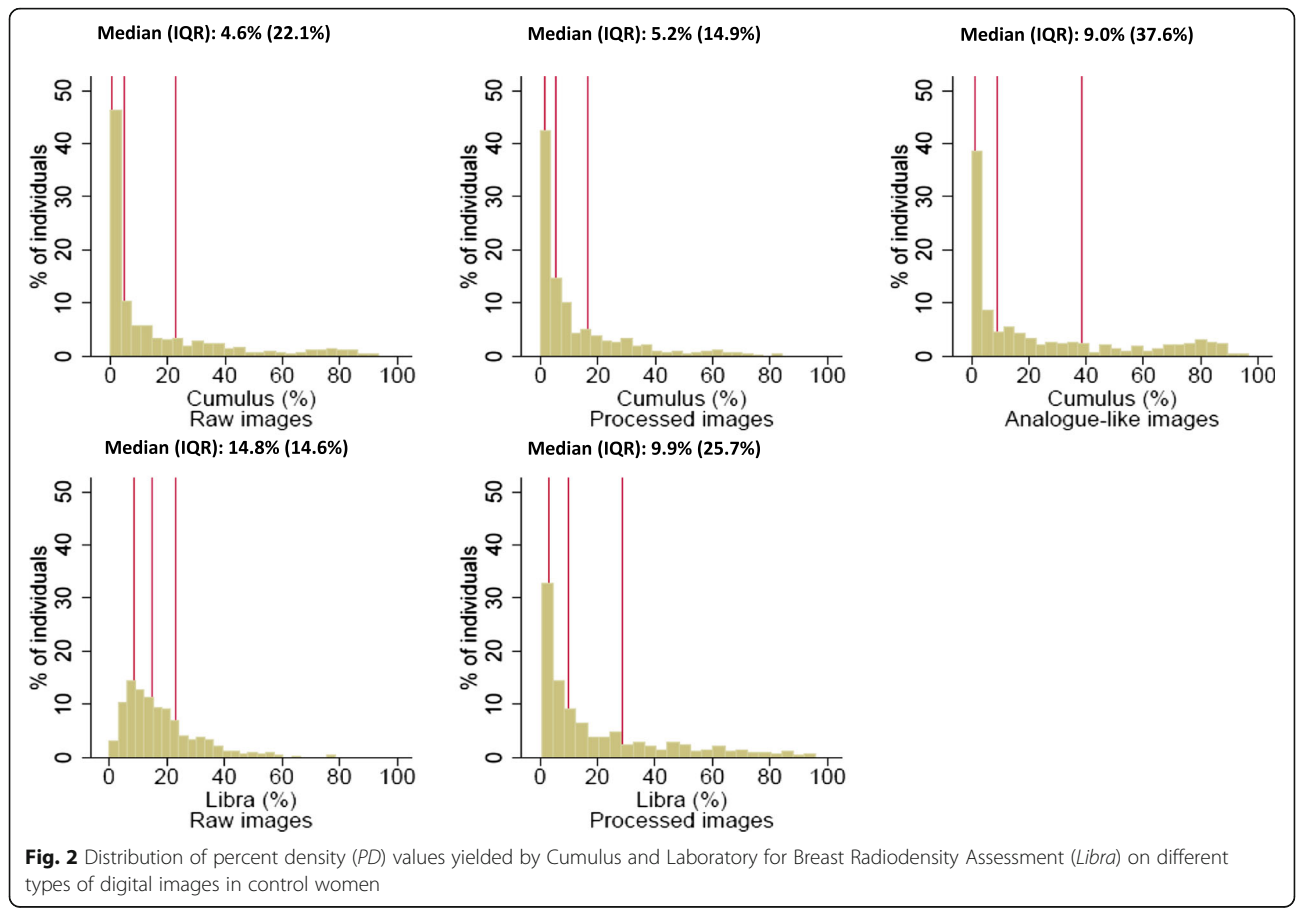 Median (IQR): 4.6% (22.1%)
50
40
30
20
10
0
% of individuals
0 20 40 60 80 100
Cumulus (%)
Raw images
Median (IQR): 5.2% (14.9%)
50
40
30
20
10
0
% of individuals
0 20 40 60 80 100
Cumulus (%)
Processed images
Median (IQR): 9.0% (37.6%)
50
40
30
20
10
0
% of individuals
0 20 40 60 80 100
Cumulus (%)
Analogue-like images
Median (IQR): 14.8% (14.6%)
50
40
30
20
10
0
% of individuals
0 20 40 60 80 100
Libra (%)
Raw images
Median (IQR): 9.9% (25.7%)
50
40
30
20
10
0
% of individuals
0 20 40 60 80 100
Libra (%)
Processed images
Fig. 2 Distribution of percent density (PD) values yielded by Cumulus and Laboratory for Breast Radiodensity Assessment (Libra) on different
types of digital images in control women